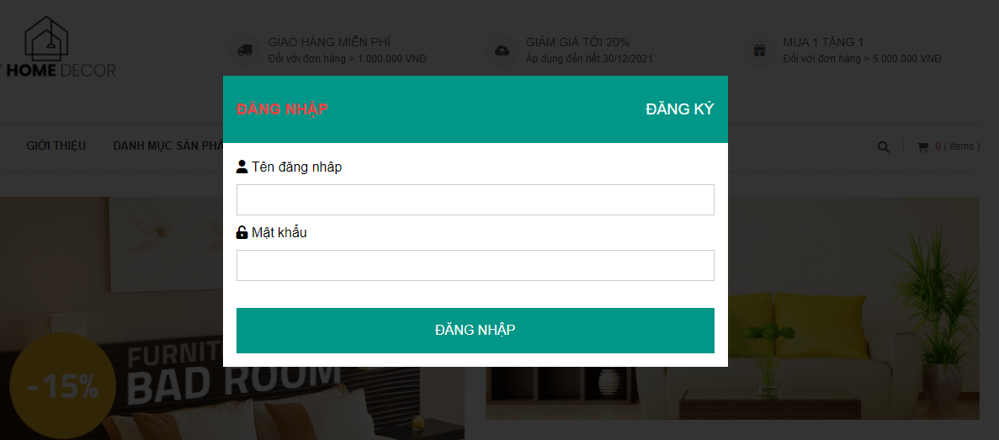 GIAO HÀNG MIỄN PHÍ
Đối với đơn hàng > 1.000.000 VNĐ
GIẢM GIÁ TỚI 20%
Áp dụng đến hết 30/12/2021
MUA 1 TẶNG 1
Đối với đơn hàng > 5.000.000 VNĐ
HOME DECOR
ĐĂNG NHẬP
ĐĂNG KÝ
GIỚI THIỆU
DANH MỤC SẢN PHẨ
0 ( items )
Tên đăng nhâp
Mật khẩu
ĐĂNG NHẬP
FURNIT
BAD ROOM
-15%